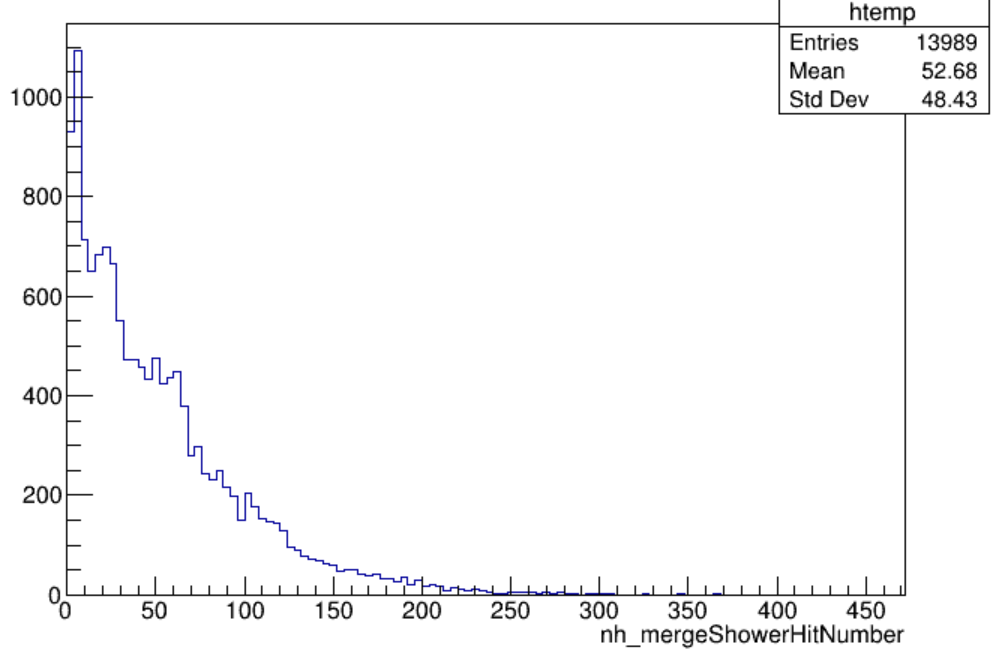 htemp
Entries 13989
Mean 52.68
Std Dev 48.43
1000
800
600
400
200
0
0 50 100 150 200 250 300 350 400 450
nh_mergeShowerHitNumber